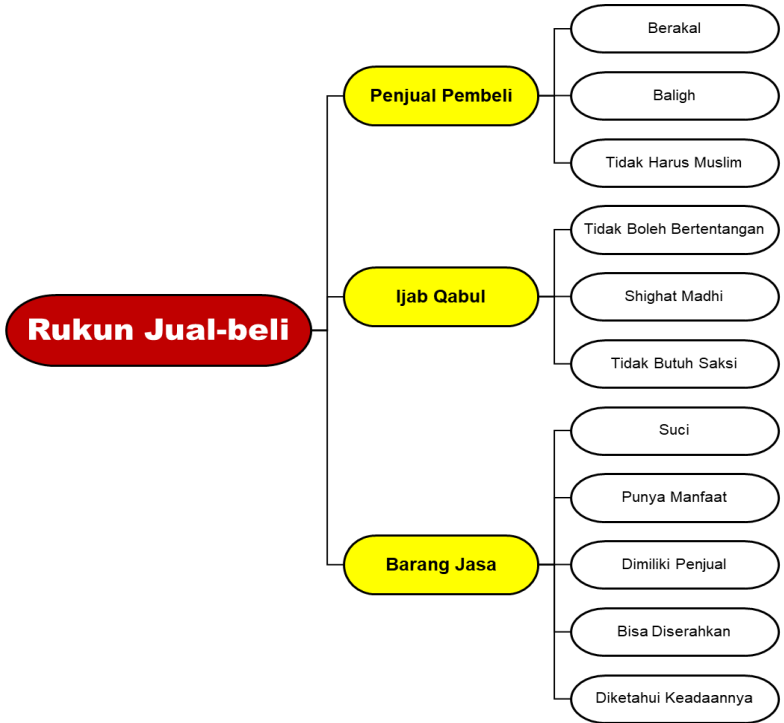 Rukun Jual-beli
Penjual Pembeli
Berakal
Baligh
Tidak Harus Muslim
Ijab Qabul
Tidak Boleh Bertentangan
Shighat Madhi
Tidak Butuh Saksi
Barang Jasa
Suci
Punya Manfaat
Dimiliki Penjual
Bisa Diserahkan
Diketahui Keadaannya